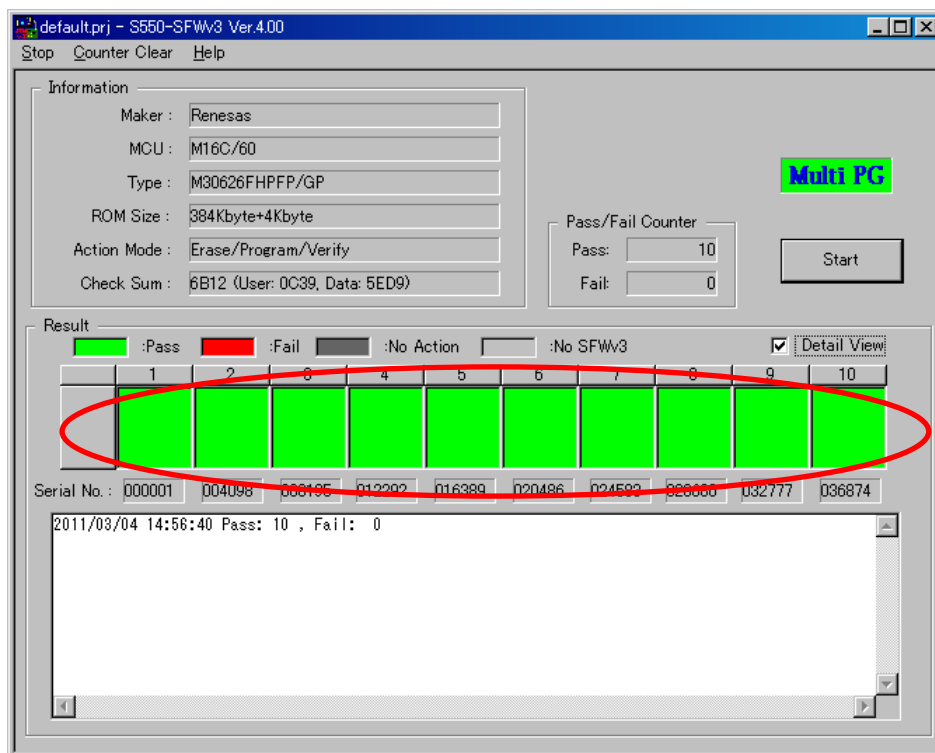 default.prj - S550-SFWv3 Ver.4.00
Stop Counter Clear Help
Information
Maker : Renesas
MCU : M16C/60
Type : M30626FHPFP/GP
ROM Size : 384Kbyte+4Kbyte
Action Mode : Erase/Program/Verify
Check Sum : 6B12 (User: 0C39, Data: 5ED9)
Multi PG
Pass/Fail Counter
Pass: 10
Fail: 0
Start
Result
:Pass :Fail :No Action :No SFWv3 Detail View
1 2 3 4 5 6 7 8 9 10
Serial No. : 000001 004098 012292 016389 020486 032777 036874
2011/03/04 14:56:40 Pass: 10 , Fail: 0